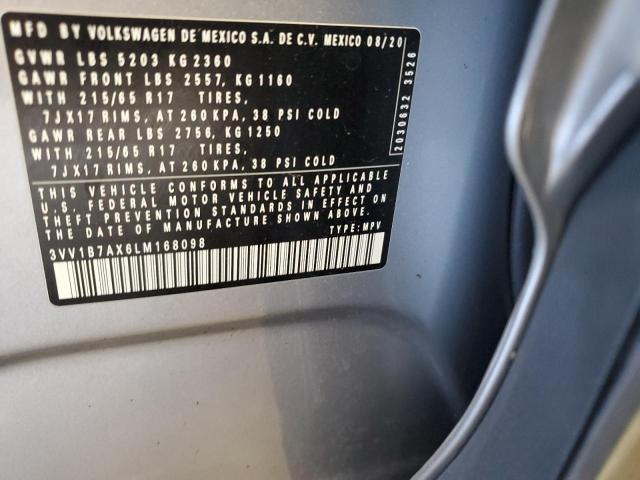 MFD BY VOLKSWAGEN DE MEXICO S.A. DE C.V. MEXICO 08/20
GVWR LBS 5203 KG 2360
GAWR FRONT LBS 2557, KG 1160
WITH 215/65 R17 TIRES,
7JX17 RIMS, AT 260 KPA, 38 PSI COLD
GAWR REAR LBS 2756, KG 1250
WITH 215/65 R17 TIRES,
7JX17 RIMS, AT 260 KPA, 38 PSI COLD
THIS VEHICLE CONFORMS TO ALL APPLICABLE
U.S. FEDERAL MOTOR VEHICLE SAFETY AND
THEFT PREVENTION STANDARDS IN EFFECT ON
THE DATE OF MANUFACTURE SHOWN ABOVE.
3VV1B7AX6LM168098 TYPE: MPV
2030632 3526